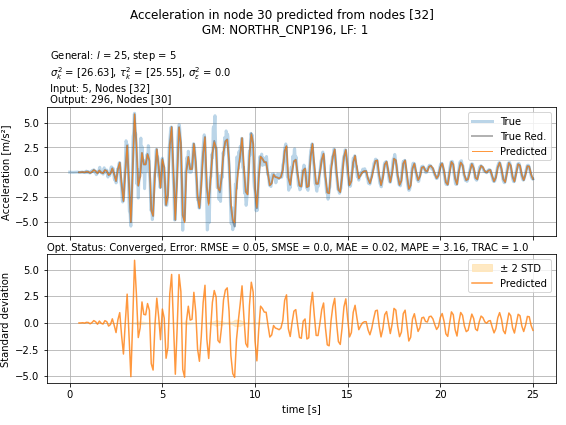 Acceleration in node 30 predicted from nodes [32]
GM: NORTHR_CNP196, LF: 1
General: l = 25, step = 5
σ²ₖ = [26.63], τ²ₖ = [25.55], σ²ε = 0.0
Input: 5, Nodes [32]
Output: 296, Nodes [30]
Acceleration [m/s²]
5.0
2.5
0.0
−2.5
−5.0
True
True Red.
Predicted
Opt. Status: Converged, Error: RMSE = 0.05, SMSE = 0.0, MAE = 0.02, MAPE = 3.16, TRAC = 1.0
Standard deviation
5.0
2.5
0.0
−2.5
−5.0
± 2 STD
Predicted
0 5 10 15 20 25
time [s]